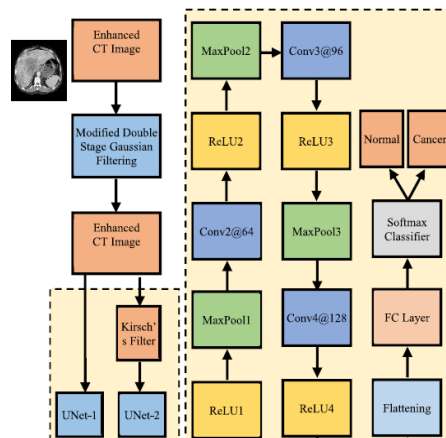 Enhanced
CT Image
Modified Double
Stage Gaussian
Filtering
Enhanced
CT Image
Kirsch'
s Filter
UNet-1
UNet-2
MaxPool2
ReLU2
Conv2@64
MaxPool1
ReLU1
Conv3@96
ReLU3
MaxPool3
Conv4@128
ReLU4
Normal
Cancer
Softmax
Classifier
FC Layer
Flattening